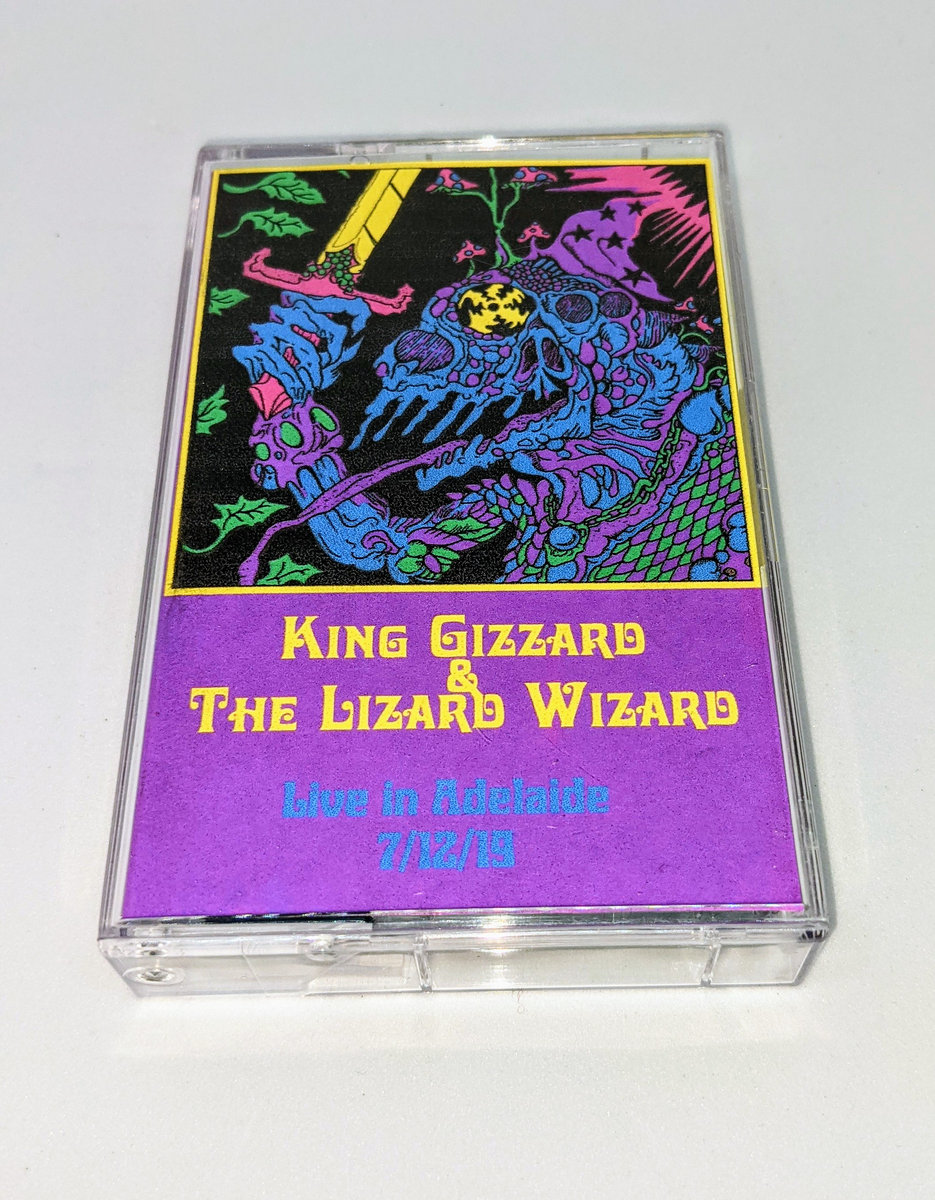 King Gizzard
&
The Lizard Wizard
Live in Adelaide
7/12/19